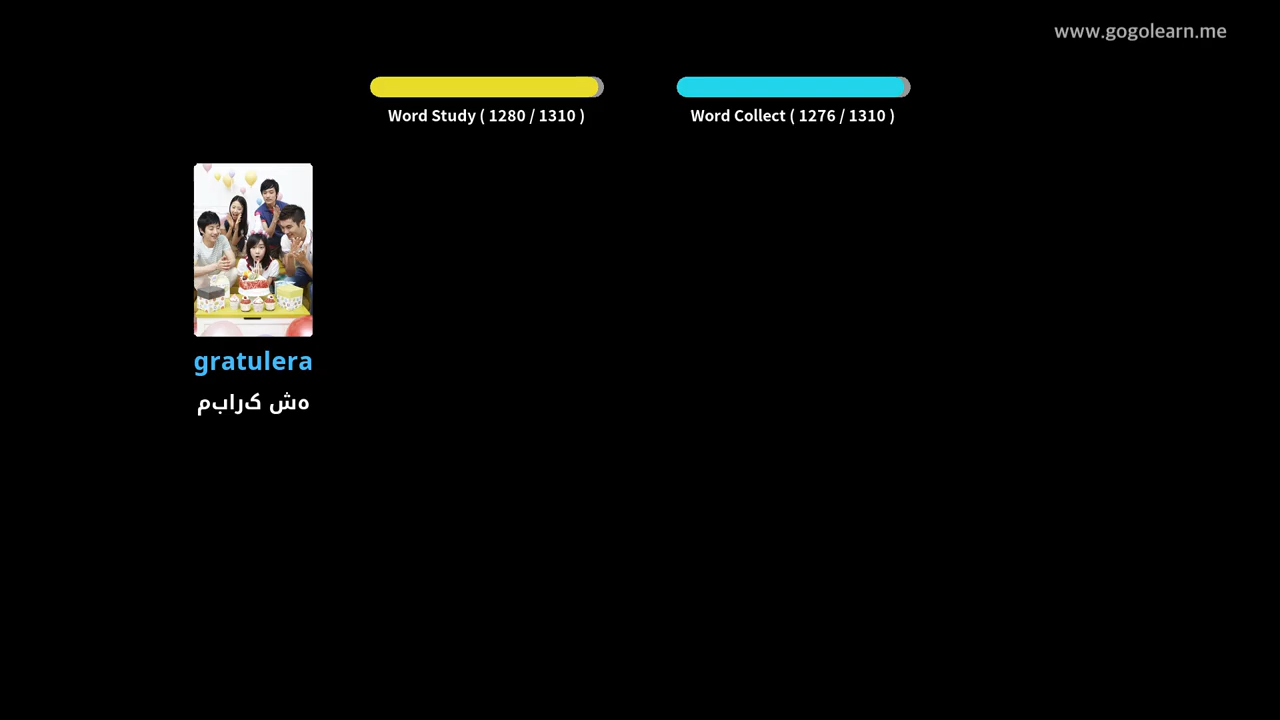 www.gogolearn.me
Word Study ( 1280 / 1310 )
Word Collect ( 1276 / 1310 )
gratulera
هش کرابم